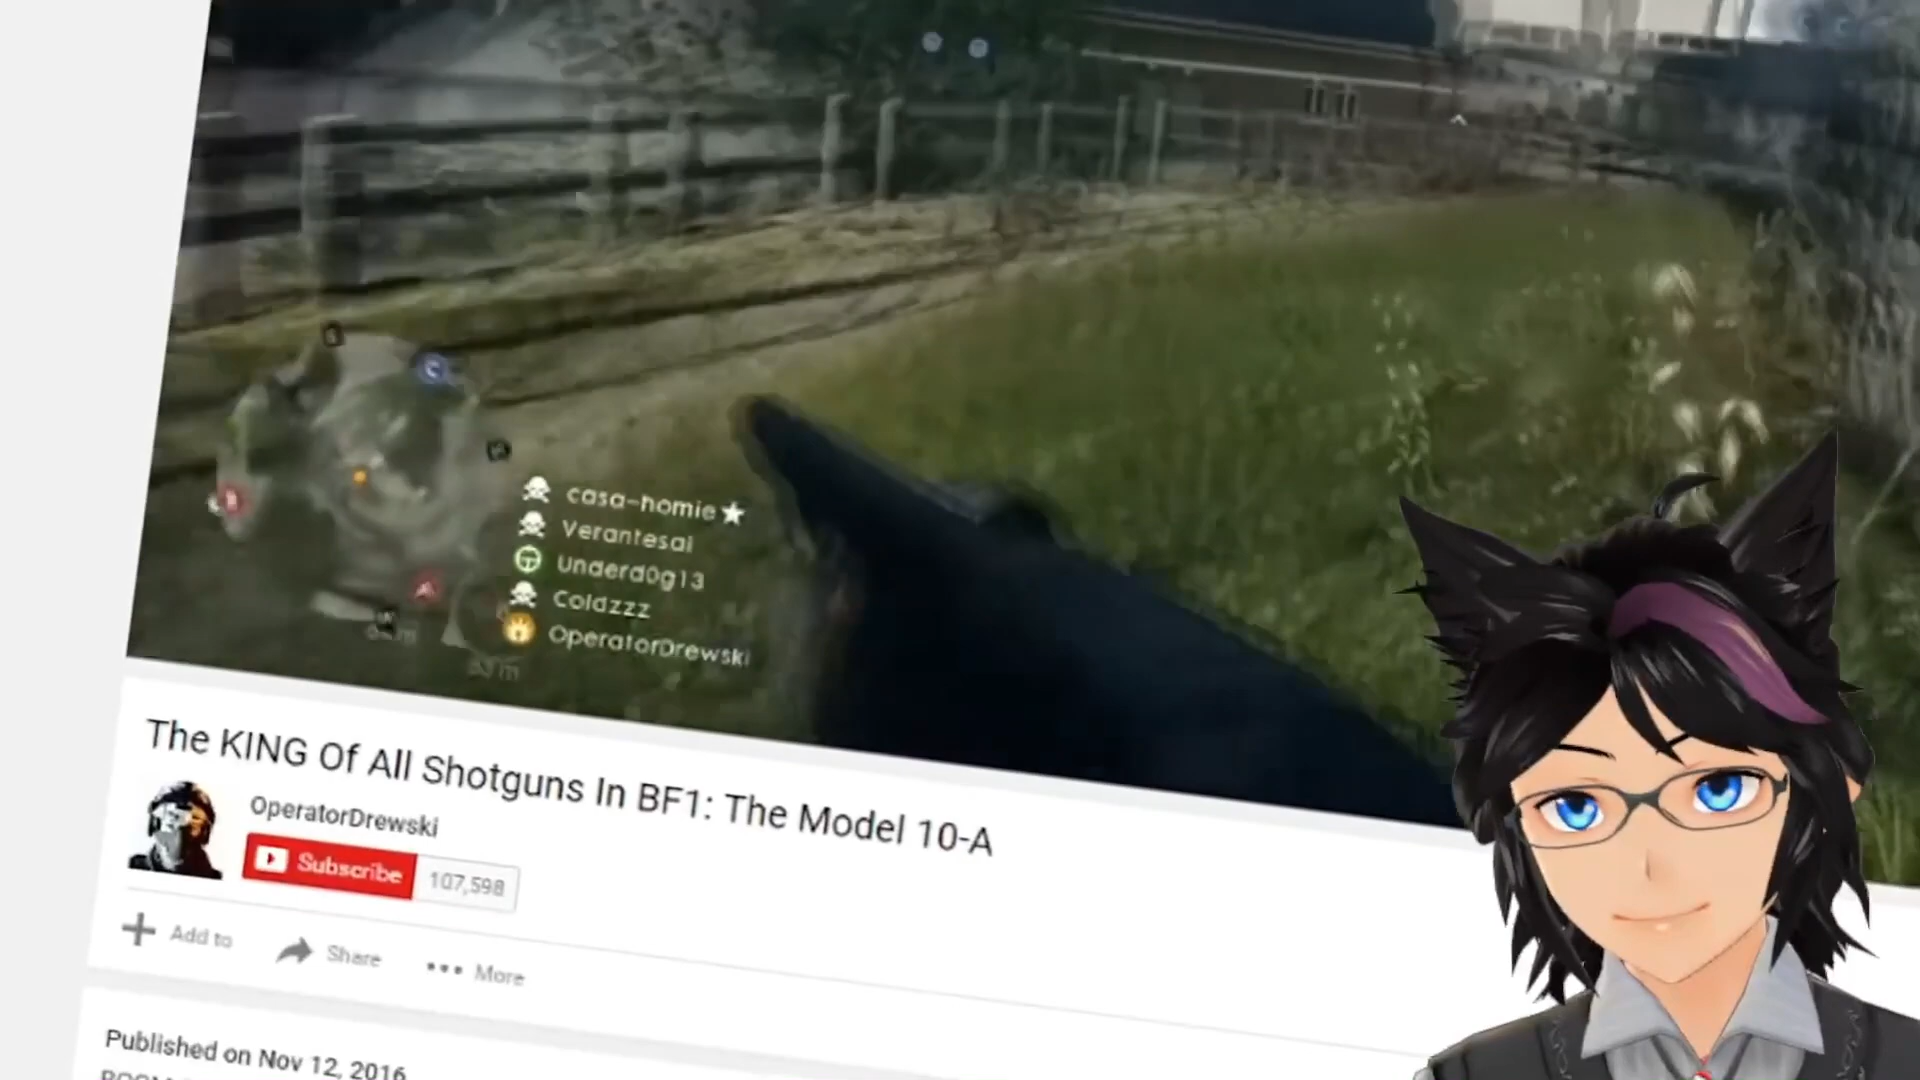 casa-homie★
Verantesal
Underd0g13
Coldzzz
OperatorDrewski
The KING Of All Shotguns In BF1: The Model 10-A
OperatorDrewski
Subscribe 107,598
Add to Share More
Published on Nov 12, 2016